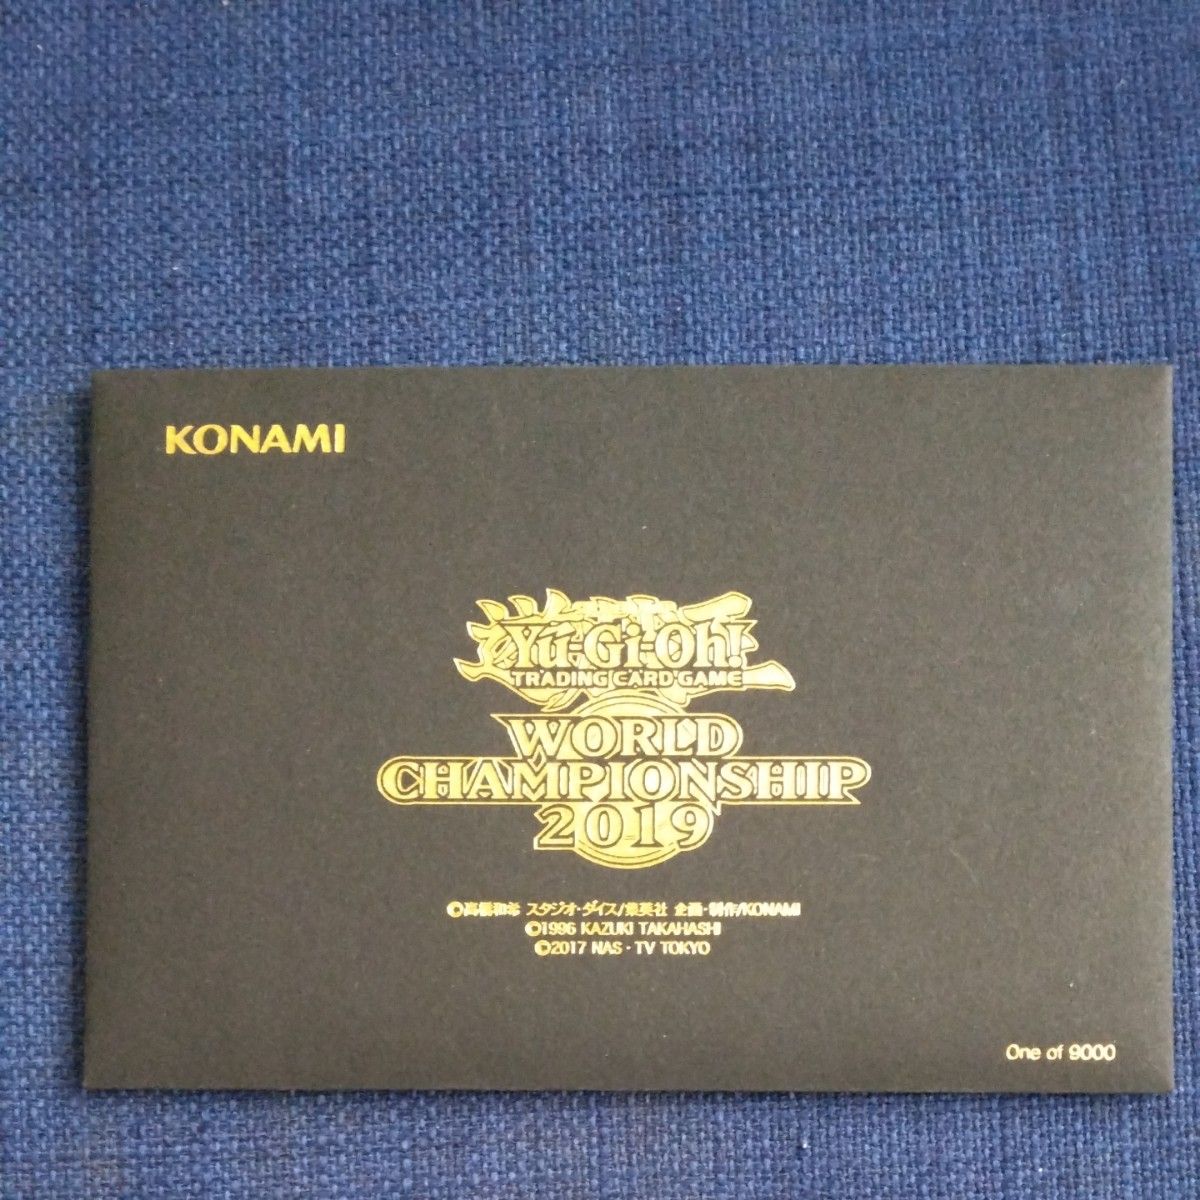 KONAMI
Yu-Gi-Oh!
TRADING CARD GAME
WORLD
CHAMPIONSHIP
2019
©高橋和希 スタジオ・ダイス/集英社 企画・制作/KONAMI
©1996 KAZUKI TAKAHASHI
©2017 NAS・TV TOKYO
One of 9000